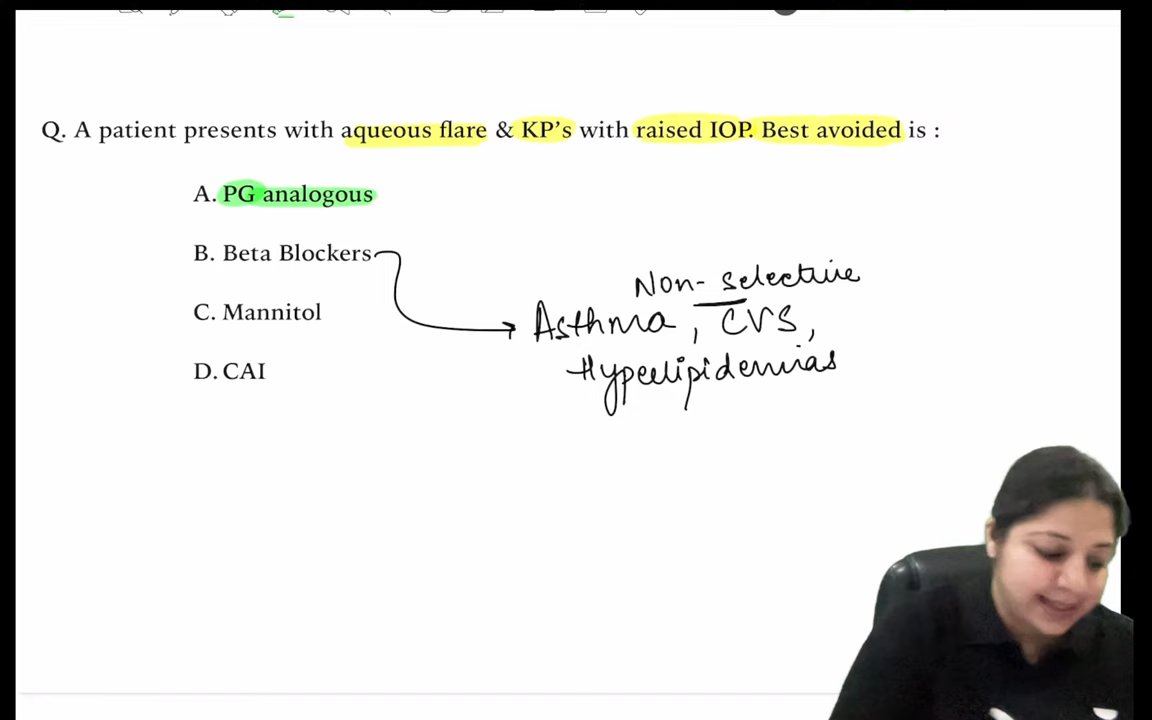 Q. A patient presents with aqueous flare & KP's with raised IOP. Best avoided is :
A. PG analogous
B. Beta Blockers
C. Mannitol
D. CAI
Non-selective
Asthma, CVS,
Hyperlipidemias